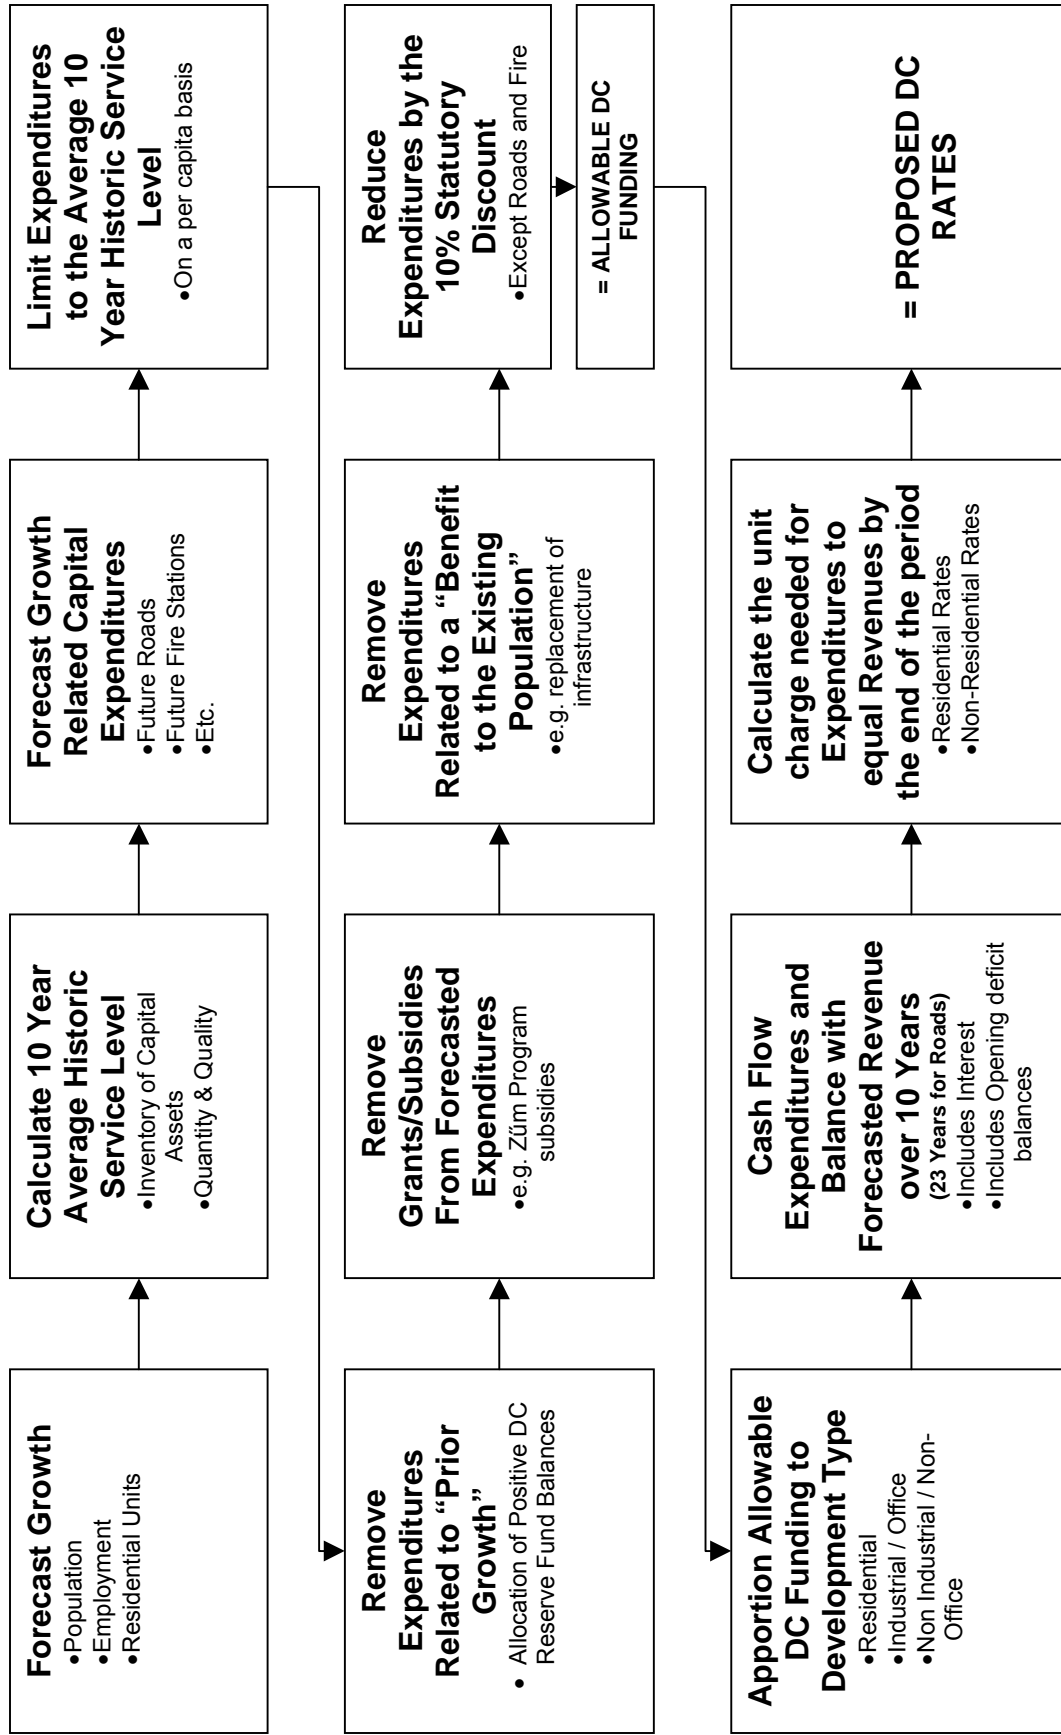 Forecast Growth
•Population
•Employment
•Residential Units
Calculate 10 Year
Average Historic
Service Level
•Inventory of Capital
Assets
•Quantity & Quality
Forecast Growth
Related Capital
Expenditures
•Future Roads
•Future Fire Stations
•Etc.
Limit Expenditures
to the Average 10
Year Historic Service
Level
•On a per capita basis
Remove
Expenditures
Related to “Prior
Growth”
• Allocation of Positive DC
Reserve Fund Balances
Remove
Grants/Subsidies
From Forecasted
Expenditures
•e.g. Züm Program
subsidies
Remove
Expenditures
Related to a “Benefit
to the Existing
Population”
•e.g. replacement of
infrastructure
Reduce
Expenditures by the
10% Statutory
Discount
•Except Roads and Fire
= ALLOWABLE DC
FUNDING
Apportion Allowable
DC Funding to
Development Type
•Residential
•Industrial / Office
•Non Industrial / Non-
Office
Cash Flow
Expenditures and
Balance with
Forecasted Revenue
over 10 Years
(23 Years for Roads)
•Includes Interest
•Includes Opening deficit
balances
Calculate the unit
charge needed for
Expenditures to
equal Revenues by
the end of the period
•Residential Rates
•Non-Residential Rates
= PROPOSED DC
RATES